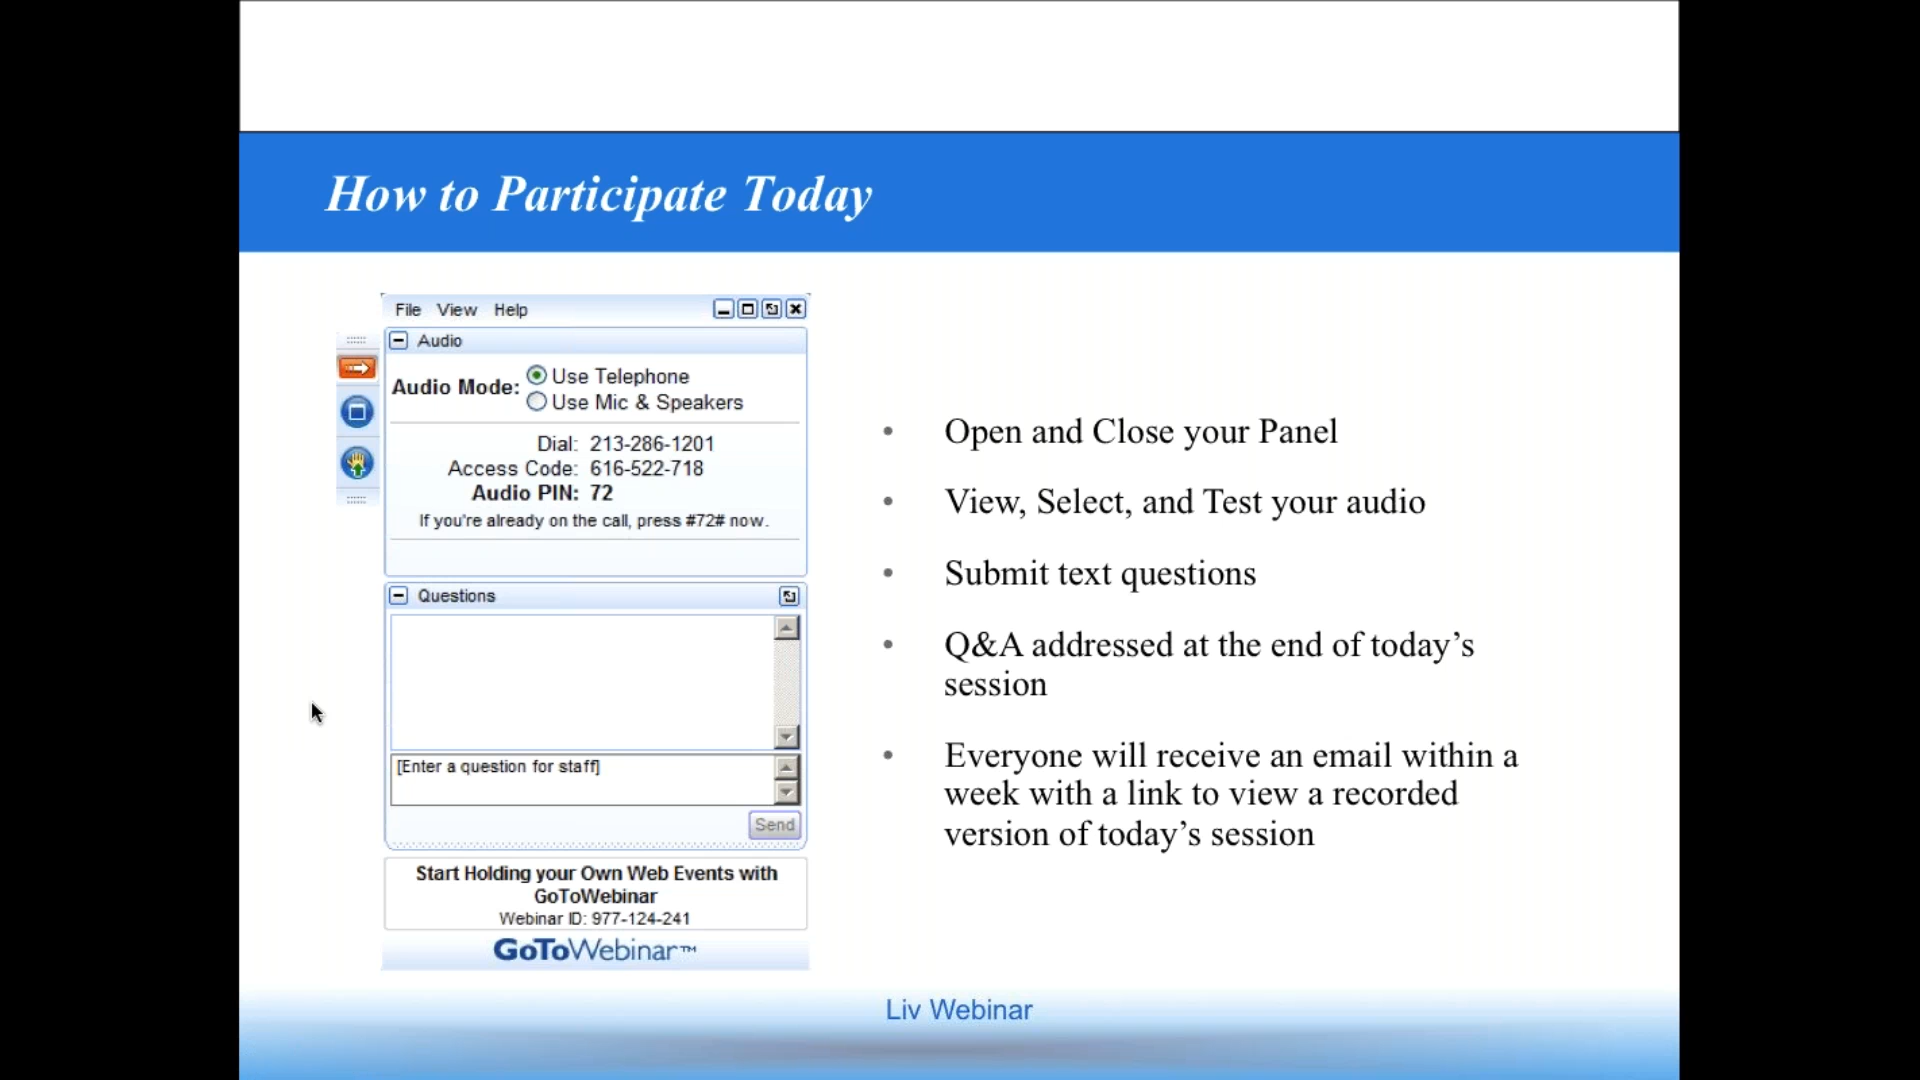 How to Participate Today
File View Help
Audio
Audio Mode: Use Telephone
Use Mic & Speakers
Dial: 213-286-1201
Access Code: 616-522-718
Audio PIN: 72
If you're already on the call, press #72# now.
Questions
[Enter a question for staff]
Send
Start Holding your Own Web Events with
GoToWebinar
Webinar ID: 977-124-241
GoToWebinar™
• Open and Close your Panel
• View, Select, and Test your audio
• Submit text questions
• Q&A addressed at the end of today’s
session
• Everyone will receive an email within a
week with a link to view a recorded
version of today’s session
Liv Webinar